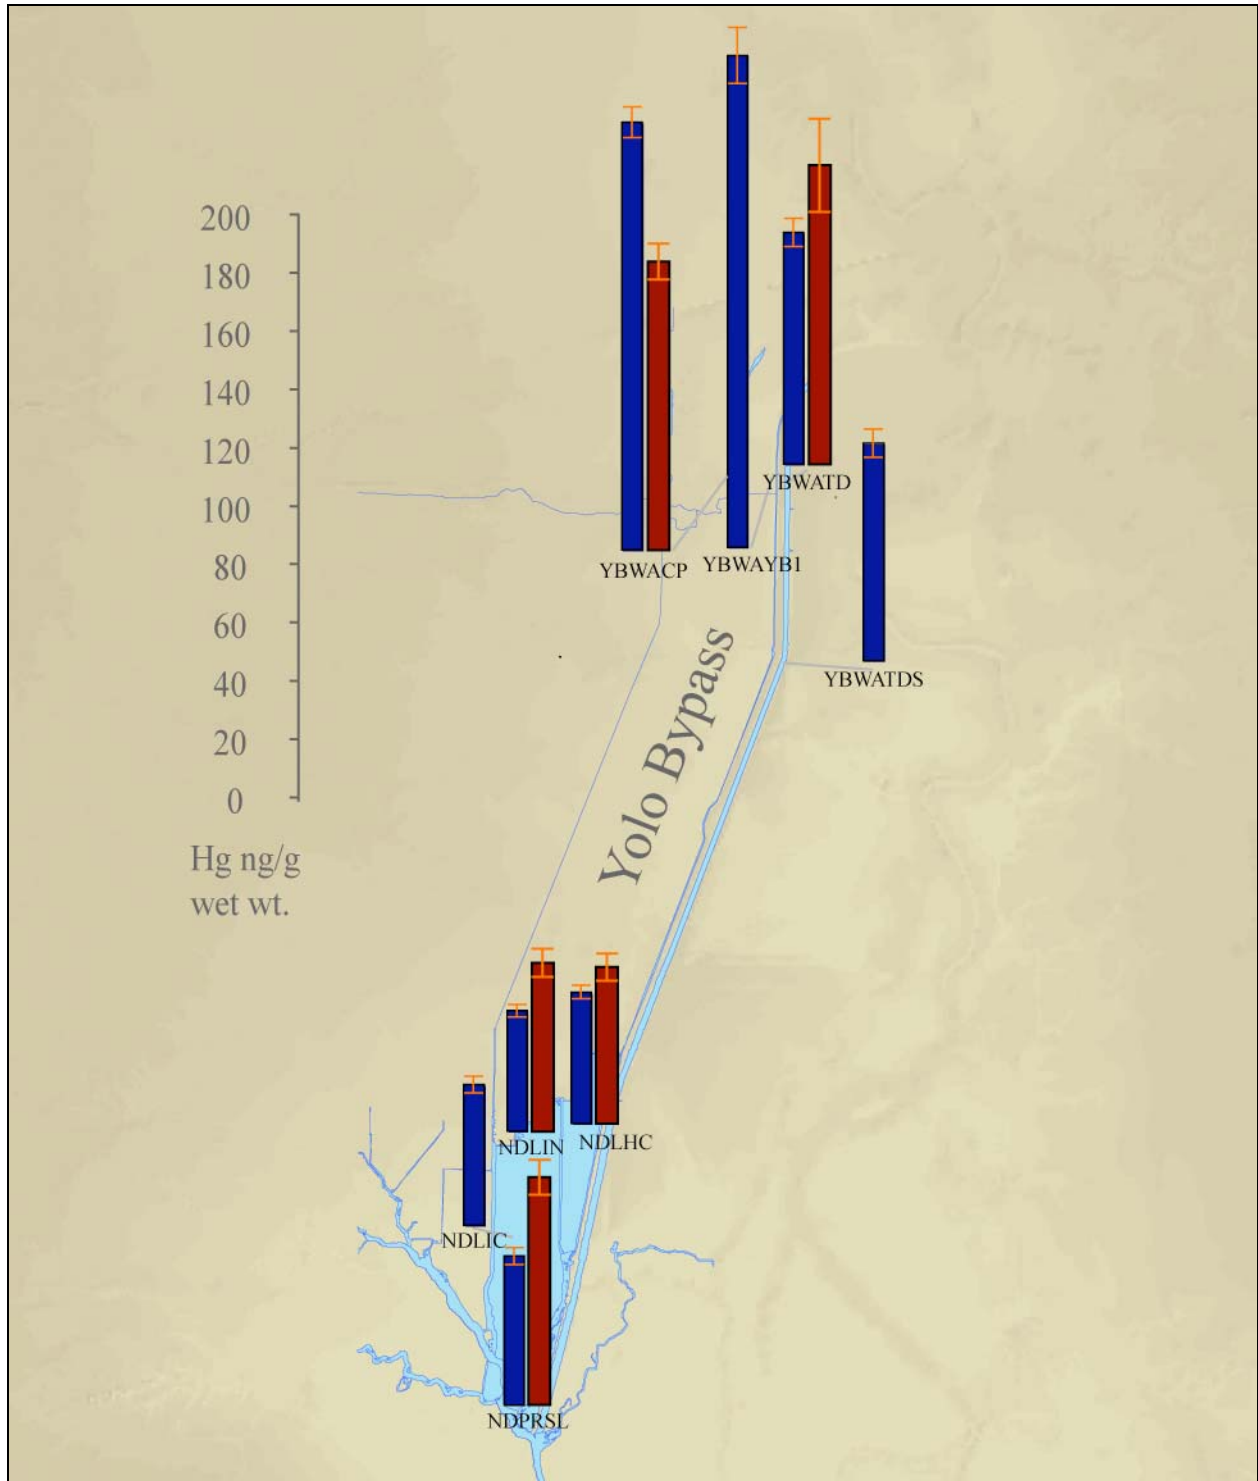 200
180
160
140
120
100
80
60
40
20
0
Hg ng/g
wet wt.
YBWATD
YBWACP
YBWAYB1
YBWATDS
Yolo Bypass
NDLIN
NDLHC
NDLIC
NDPRSL